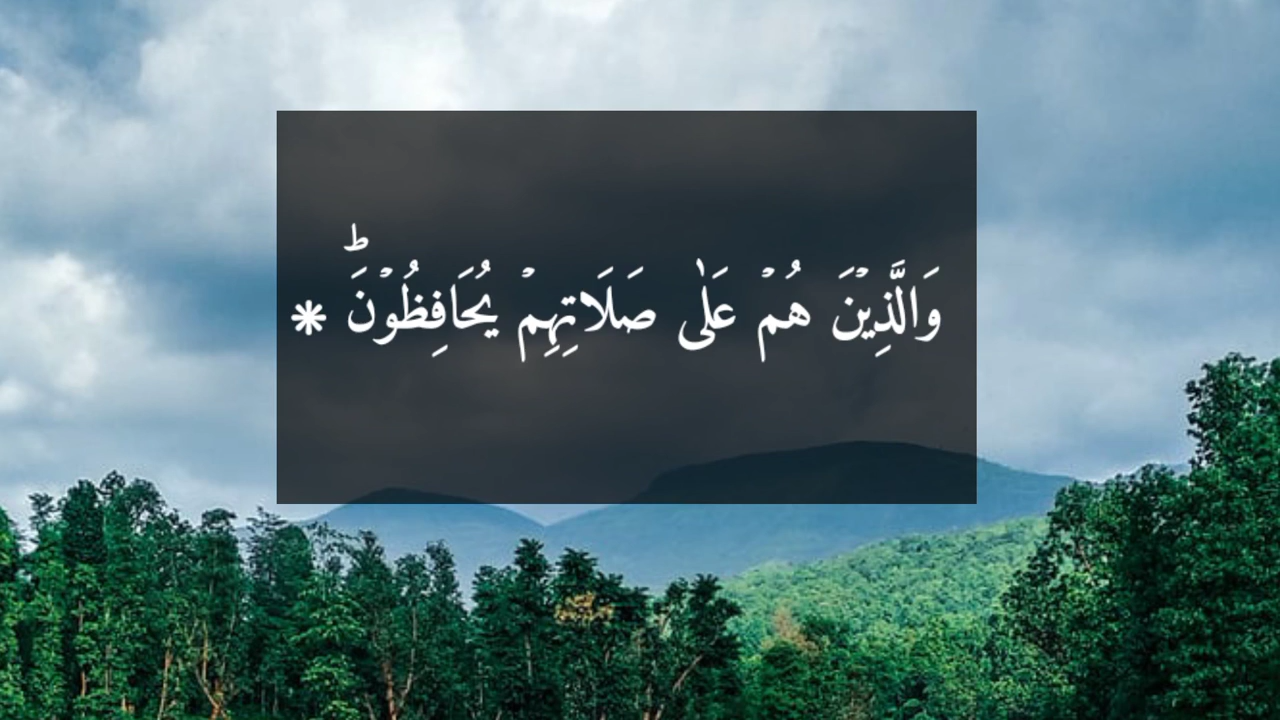 وَالَّذِيْنَ هُمْ عَلٰى صَلَاتِهِمْ يُحَافِظُوْنَؕ *